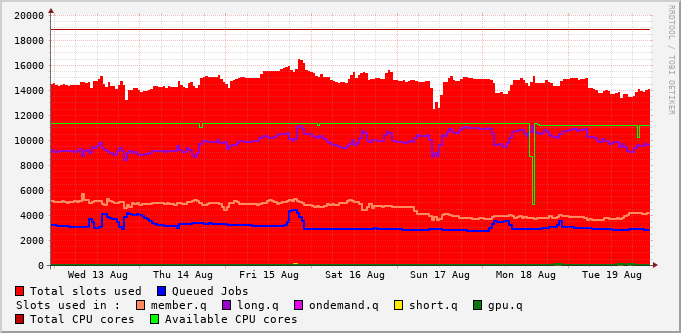 20000
18000
16000
14000
12000
10000
8000
6000
4000
2000
0
Wed 13 Aug Thu 14 Aug Fri 15 Aug Sat 16 Aug Sun 17 Aug Mon 18 Aug Tue 19 Aug
RRDTOOL / TOBI OETIKER
Total slots used Queued Jobs
Slots used in : member.q long.q ondemand.q short.q gpu.q
Total CPU cores Available CPU cores